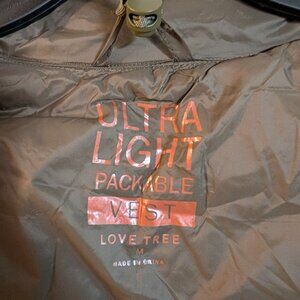 ULTRA
LIGHT
PACKABLE
VEST
LOVE TREE
M
MADE IN CHINA